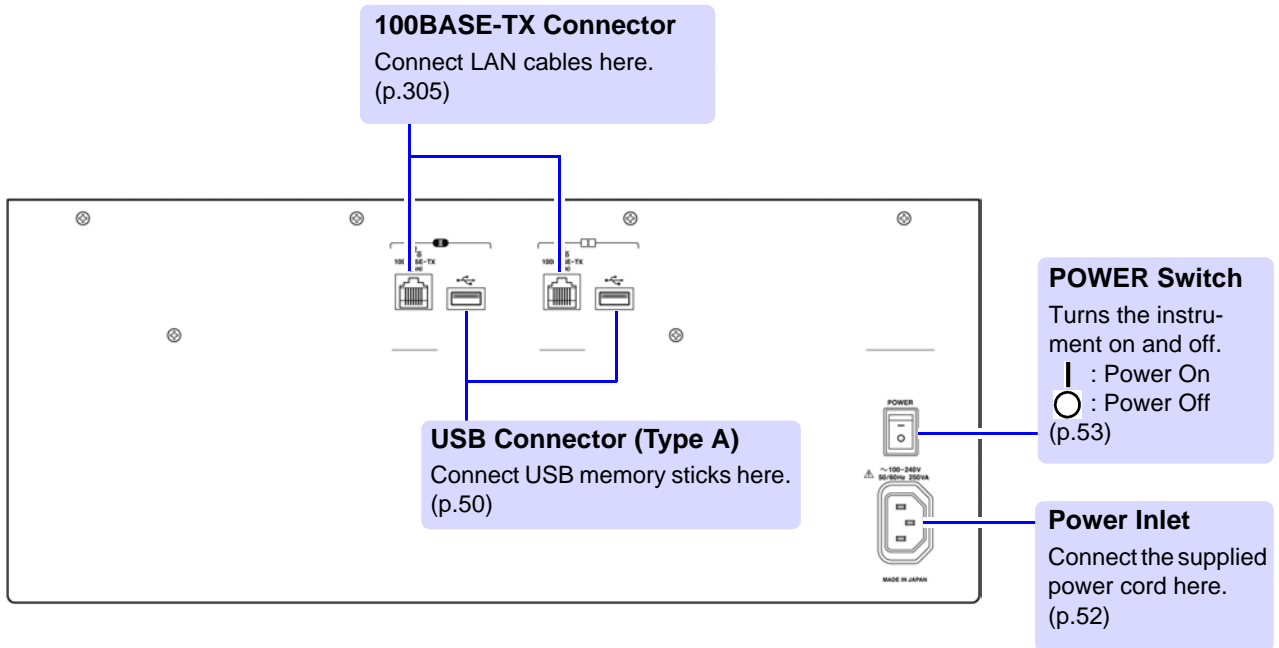 100BASE-TX Connector
Connect LAN cables here.
(p.305)
POWER Switch
Turns the instru-
ment on and off.
: Power On
: Power Off
(p.53)
POWER
USB Connector (Type A)
Connect USB memory sticks here.
(p.50)
~100-240V
50/60Hz 250VA
Power Inlet
Connect the supplied
power cord here.
(p.52)
MADE IN JAPAN